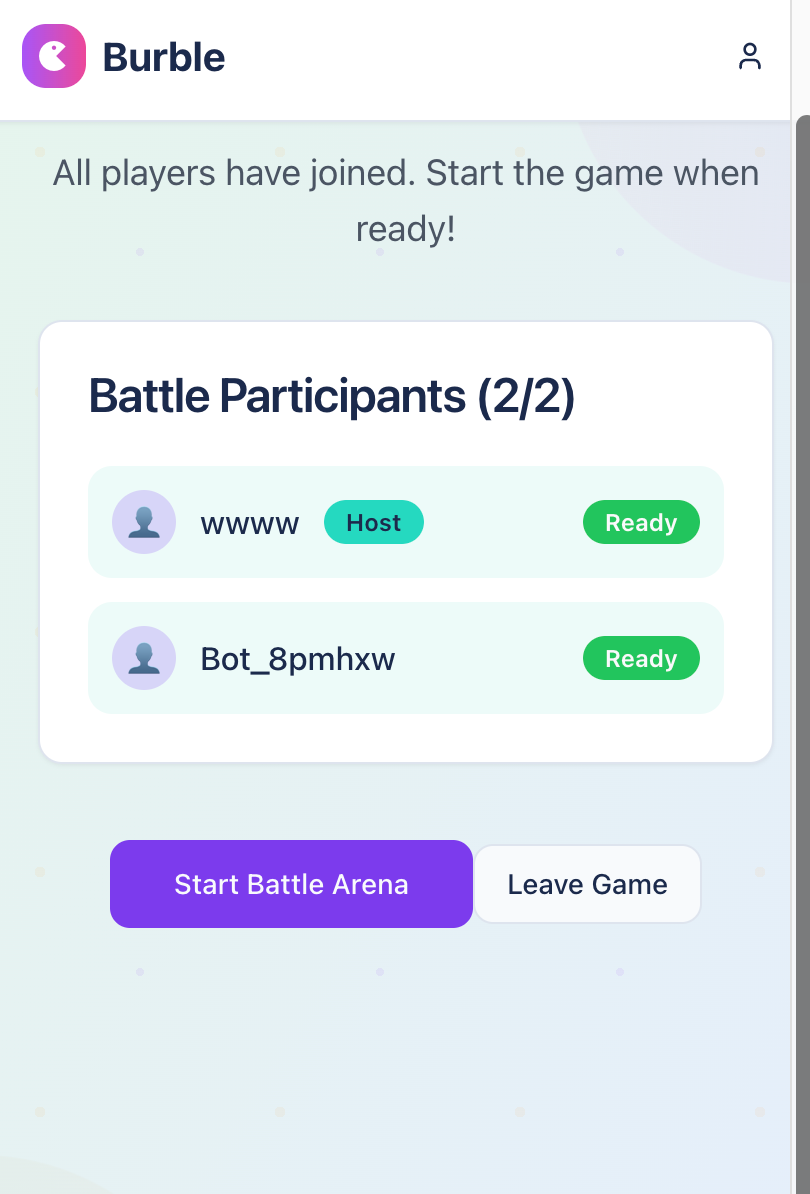 Burble
All players have joined. Start the game when
ready!
Battle Participants (2/2)
wwww Host Ready
Bot_8pmhxw Ready
Start Battle Arena Leave Game